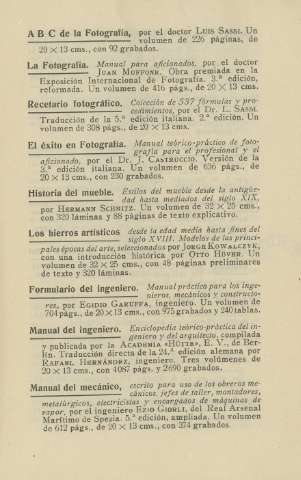 A B C de la Fotografía, por el doctor LUIS SASSI. Un
volumen de 226 páginas, de
20 × 13 cms., con 92 grabados.
La Fotografía. Manual para aficionados, por el doctor
JUAN MUFFONE. Obra premiada en la
Exposición Internacional de Fotografía. 3.ª edición,
reformada. Un volumen de 416 págs., de 20 × 13 cms.
Recetario fotográfico. Colección de 557 fórmulas y pro-
cedimientos, por el Dr. L. SASSI.
Traducción de la 5.ª edición italiana. 2.ª edición. Un
volumen de 308 págs., de 20 × 13 cms.
El éxito en Fotografía. Manual teórico-práctico de foto-
grafía para el profesional y el
aficionado, por el Dr. J. CASTRUCCIO. Versión de la
3.ª edición italiana. Un volumen de 636 págs., de
20 × 13 cms., con 230 grabados.
Historia del mueble. Estilos del mueble desde la antigüe-
dad hasta mediados del siglo XIX,
por HERMANN SCHMITZ. Un volumen de 32 × 25 cms.,
con 320 láminas y 88 páginas de texto explicativo.
Los hierros artísticos desde la edad media hasta fines del
siglo XVIII. Modelos de las princi-
pales épocas del arte, seleccionados por JORGE KOWALCZYK,
con una introducción histórica por OTTO HÖVER. Un
volumen de 32 × 25 cms., con 48 páginas preliminares
de texto y 320 láminas.
Formulario del ingeniero. Manual práctico para los inge-
nieros, mecánicos y constructo-
res, por EGIDIO GARUFFA, ingeniero. Un volumen de
704 págs., de 20 × 13 cms., con 975 grabados y 240 tablas.
Manual del ingeniero. Enciclopedia teórico-práctica del in-
geniero y del arquitecto, compilada
y publicada por la ACADEMIA «HÜTTE», E. V., de Ber-
lín. Traducción directa de la 24.ª edición alemana por
RAFAEL HERNÁNDEZ, ingeniero. Tres volúmenes de
20 × 13 cms., con 4087 págs. y 2690 grabados.
Manual del mecánico, escrito para uso de los obreros me-
cánicos, jefes de taller, montadores,
metalúrgicos, electricistas y encargados de máquinas de
vapor, por el ingeniero EZIO GIORLI, del Real Arsenal
Marítimo de Spezia. 5.ª edición, ampliada. Un volumen
de 612 págs., de 20 × 13 cms., con 374 grabados.